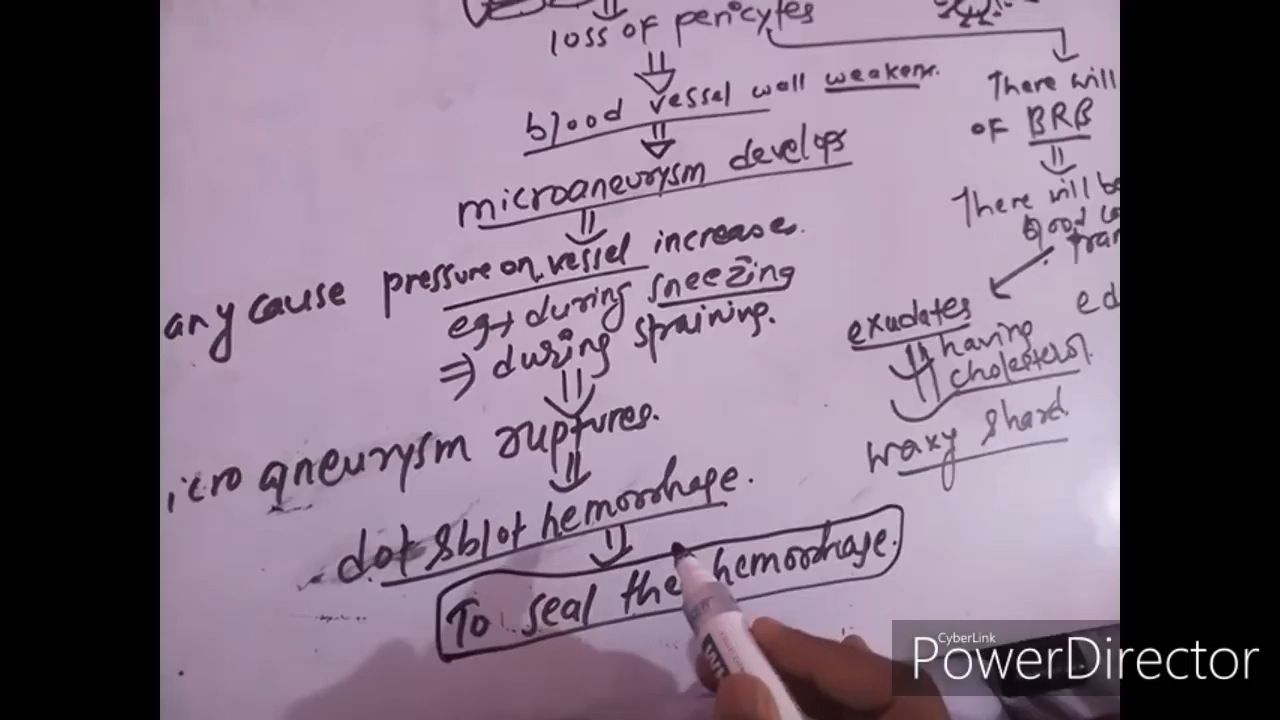 loss of pericytes
blood vessel wall weakens.
microaneurysm develops
any cause pressure on vessel increase.
eg→ during sneezing
⇒ during straining.
icro aneurysm ruptures.
dot & blot hemorrhage.
To seal the hemorrhage.
There will
of BRB
There will be
exudates
having
cholesterol.
waxy & hard.
ed
CyberLink
PowerDirector